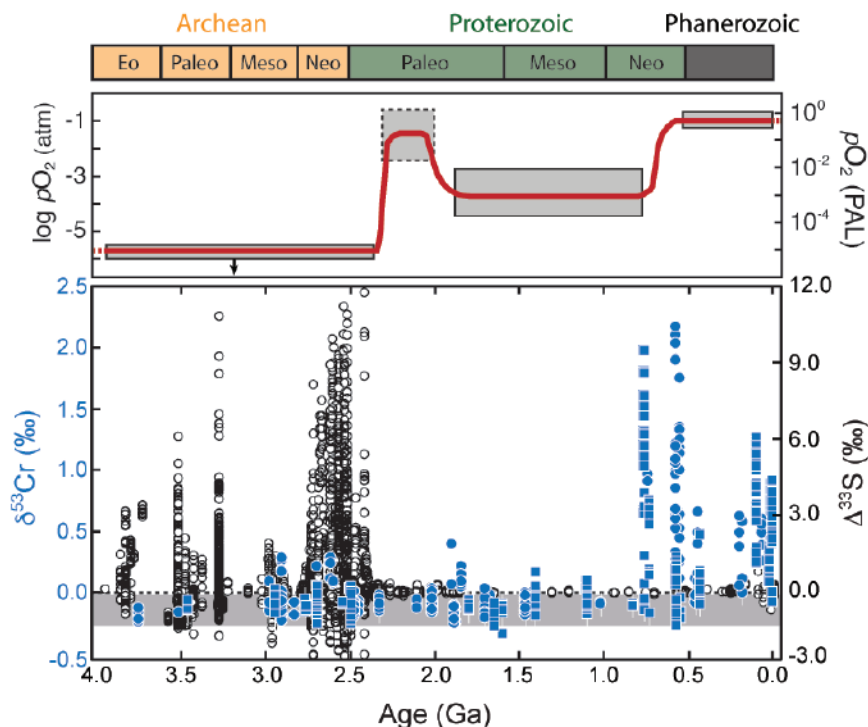 Archean Proterozoic Phanerozoic
Eo Paleo Meso Neo Paleo Meso Neo
log pO₂ (atm)
-1
-3
-5
10⁰
10⁻²
10⁻⁴
pO₂ (PAL)
δ⁵³Cr (‰)
2.5
2.0
1.5
1.0
0.5
0.0
-0.5
12.0
9.0
6.0
3.0
0.0
-3.0
Δ³³S (‰)
4.0 3.5 3.0 2.5 2.0 1.5 1.0 0.5 0.0
Age (Ga)